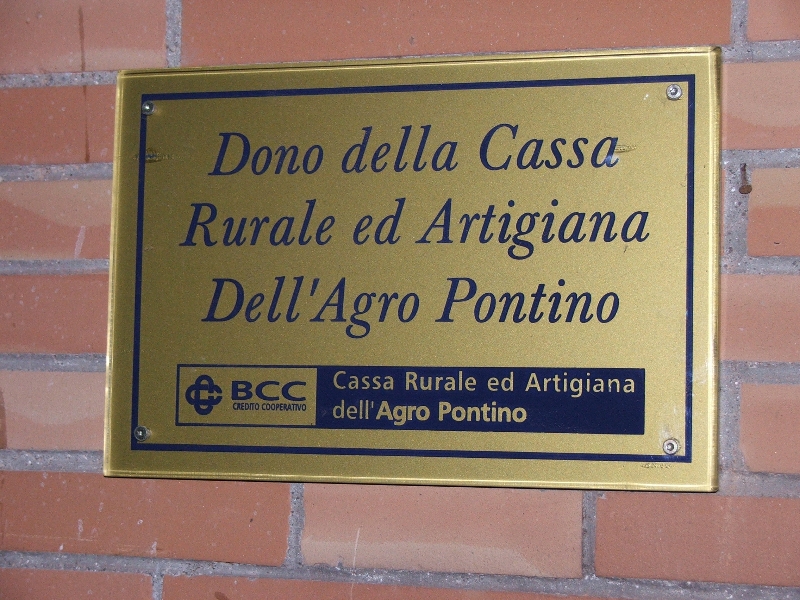 Dono della Cassa
Rurale ed Artigiana
Dell'Agro Pontino
BCC
CREDITO COOPERATIVO
Cassa Rurale ed Artigiana
dell'Agro Pontino